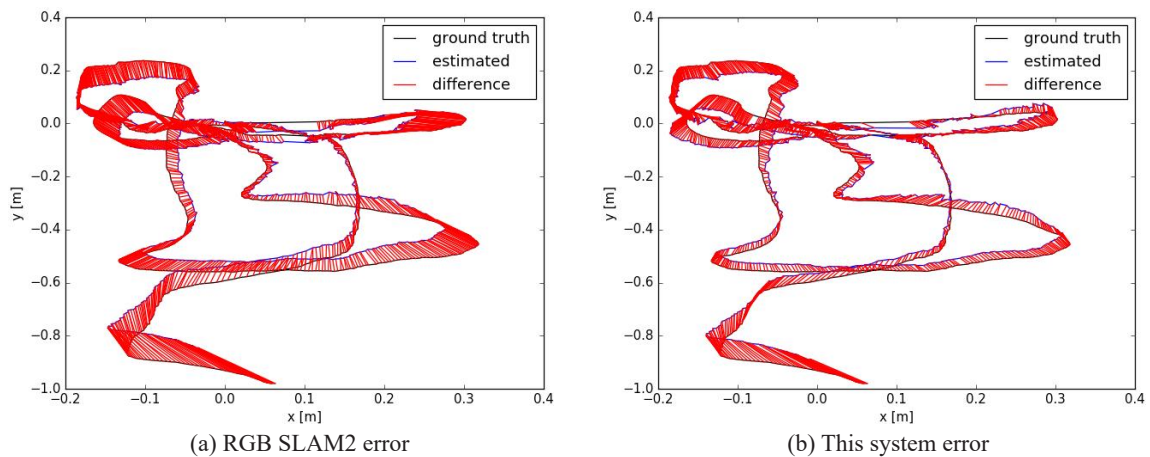 0.4
0.2
0.0
−0.2
−0.4
−0.6
−0.8
−1.0
y [m]
−0.2
−0.1
0.0
0.1
0.2
0.3
0.4
x [m]
ground truth
estimated
difference
(a) RGB SLAM2 error
0.4
0.2
0.0
−0.2
−0.4
−0.6
−0.8
−1.0
y [m]
−0.2
−0.1
0.0
0.1
0.2
0.3
0.4
x [m]
ground truth
estimated
difference
(b) This system error